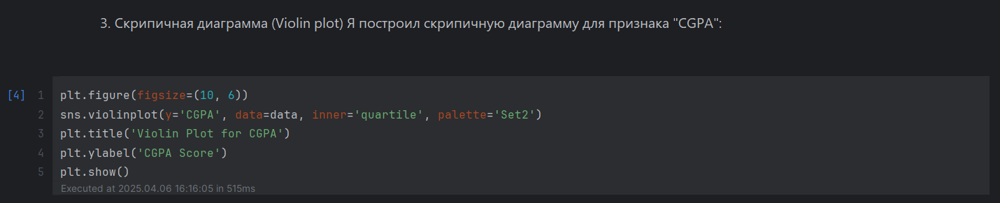 3. Скрипичная диаграмма (Violin plot) Я построил скрипичную диаграмму для признака "CGPA":
[4] 1 plt.figure(figsize=(10, 6))
2 sns.violinplot(y='CGPA', data=data, inner='quartile', palette='Set2')
3 plt.title('Violin Plot for CGPA')
4 plt.ylabel('CGPA Score')
5 plt.show()
Executed at 2025.04.06 16:16:05 in 515ms